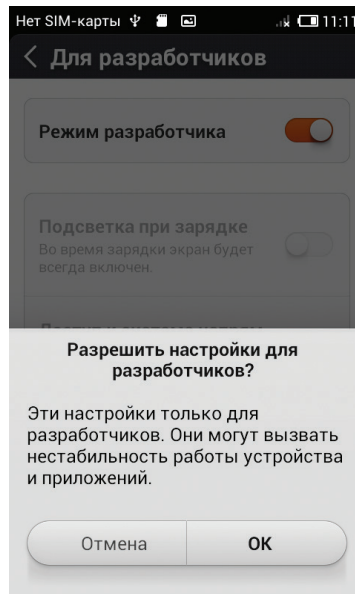 Нет SIM-карты 11:11
Для разработчиков
Режим разработчика
Подсветка при зарядке
Во время зарядки экран будет
всегда включен.
Разрешить настройки для
разработчиков?
Эти настройки только для
разработчиков. Они могут вызвать
нестабильность работы устройства
и приложений.
Отмена OK